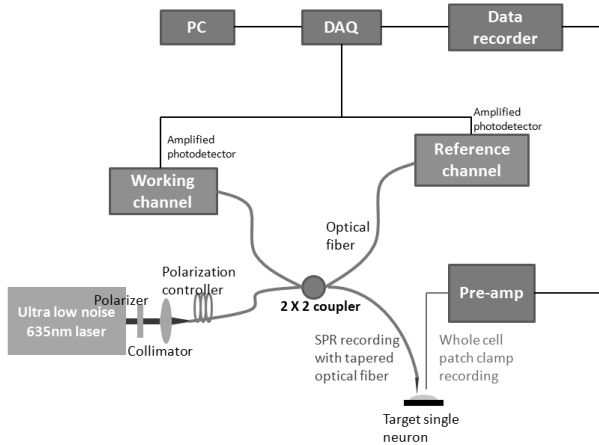 PC
DAQ
Data
recorder
Amplified
photodetector
Amplified
photodetector
Working
channel
Reference
channel
Optical
fiber
Polarization
controller
Polarizer
Ultra low noise
635nm laser
Collimator
2 X 2 coupler
Pre-amp
SPR recording
with tapered
optical fiber
Whole cell
patch clamp
recording
Target single
neuron